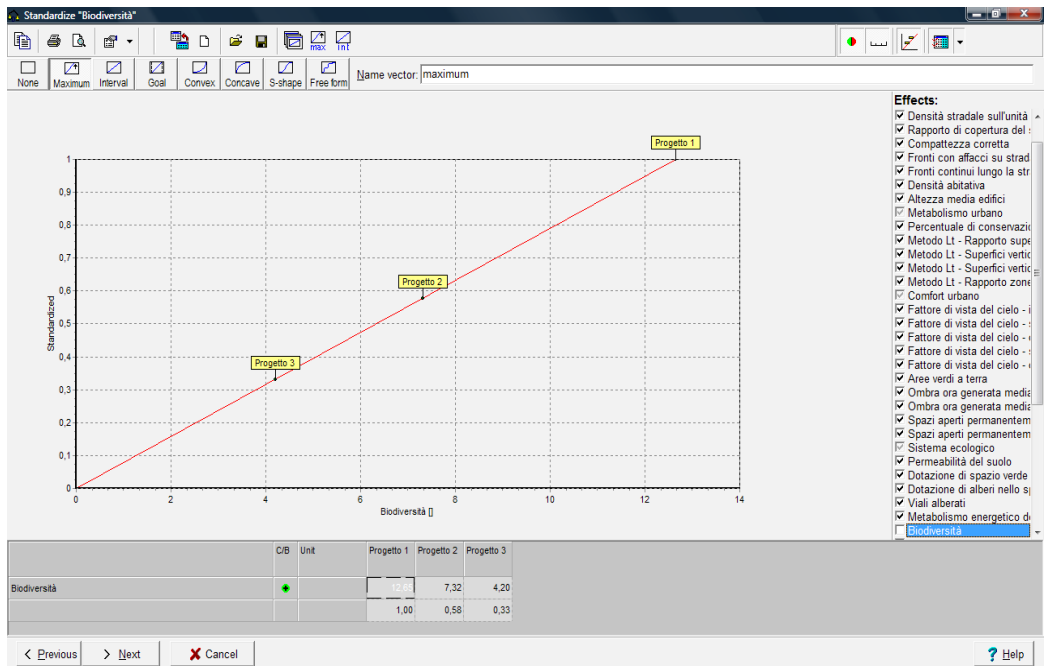 Standardize "Biodiversità"
max
int
None
Maximum
Interval
Goal
Convex
Concave
S-shape
Free form
Name vector: maximum
Effects:
Densità stradale sull'unità
Rapporto di copertura del
Compattezza corretta
Fronti con affacci su strad
Fronti continui lungo la str
Densità abitativa
Altezza media edifici
Metabolismo urbano
Percentuale di conservazi
Metodo Lt - Rapporto supe
Metodo Lt - Superfici vertic
Metodo Lt - Superfici vertic
Metodo Lt - Rapporto zone
Comfort urbano
Fattore di vista del cielo - i
Fattore di vista del cielo -
Fattore di vista del cielo -
Fattore di vista del cielo -
Fattore di vista del cielo -
Aree verdi a terra
Ombra ora generata media
Ombra ora generata media
Spazi aperti permanentem
Spazi aperti permanentem
Sistema ecologico
Permeabilità del suolo
Dotazione di spazio verde
Dotazione di alberi nello s
Viali alberati
Metabolismo energetico d
Biodiversità
Progetto 1
Progetto 2
Progetto 3
Standardized
1
0,9
0,8
0,7
0,6
0,5
0,4
0,3
0,2
0,1
0
0 2 4 6 8 10 12 14
Biodiversità []
C/B Unit Progetto 1 Progetto 2 Progetto 3
Biodiversità 7,32 4,20
1,00 0,58 0,33
< Previous
> Next
Cancel
? Help